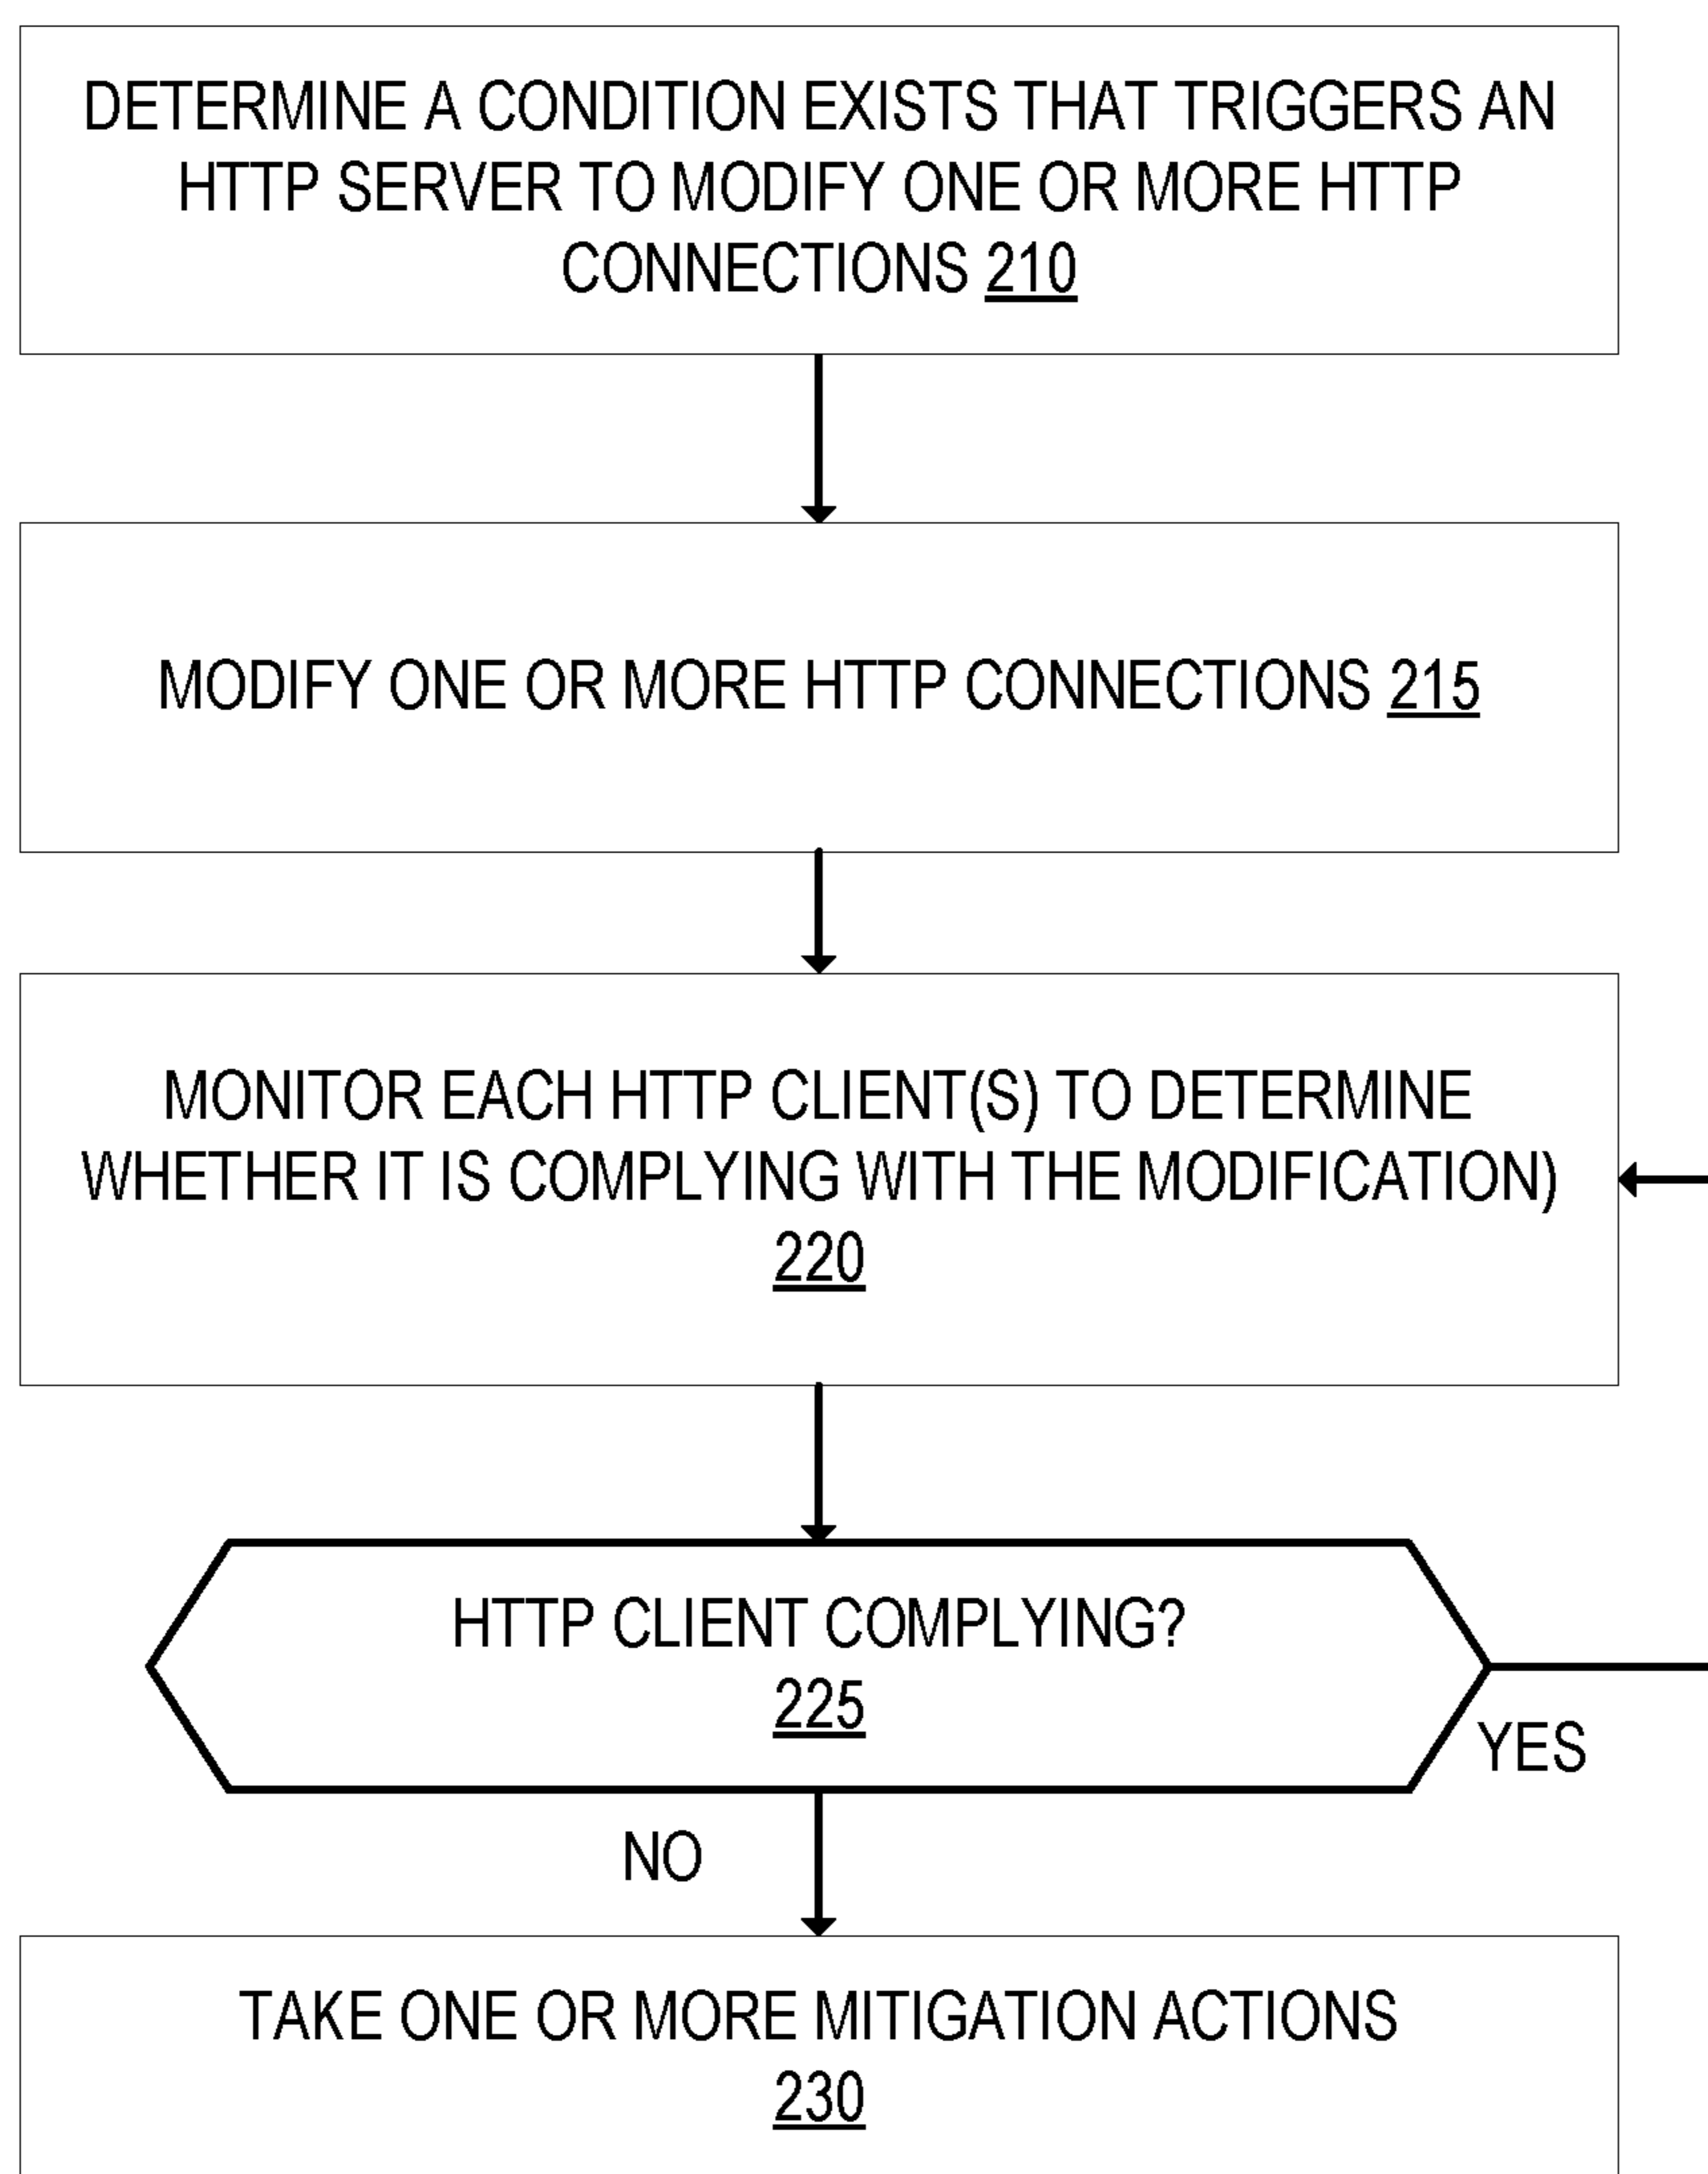 DETERMINE A CONDITION EXISTS THAT TRIGGERS AN
HTTP SERVER TO MODIFY ONE OR MORE HTTP
CONNECTIONS 210
MODIFY ONE OR MORE HTTP CONNECTIONS 215
MONITOR EACH HTTP CLIENT(S) TO DETERMINE
WHETHER IT IS COMPLYING WITH THE MODIFICATION)
220
HTTP CLIENT COMPLYING?
225
YES
NO
TAKE ONE OR MORE MITIGATION ACTIONS
230